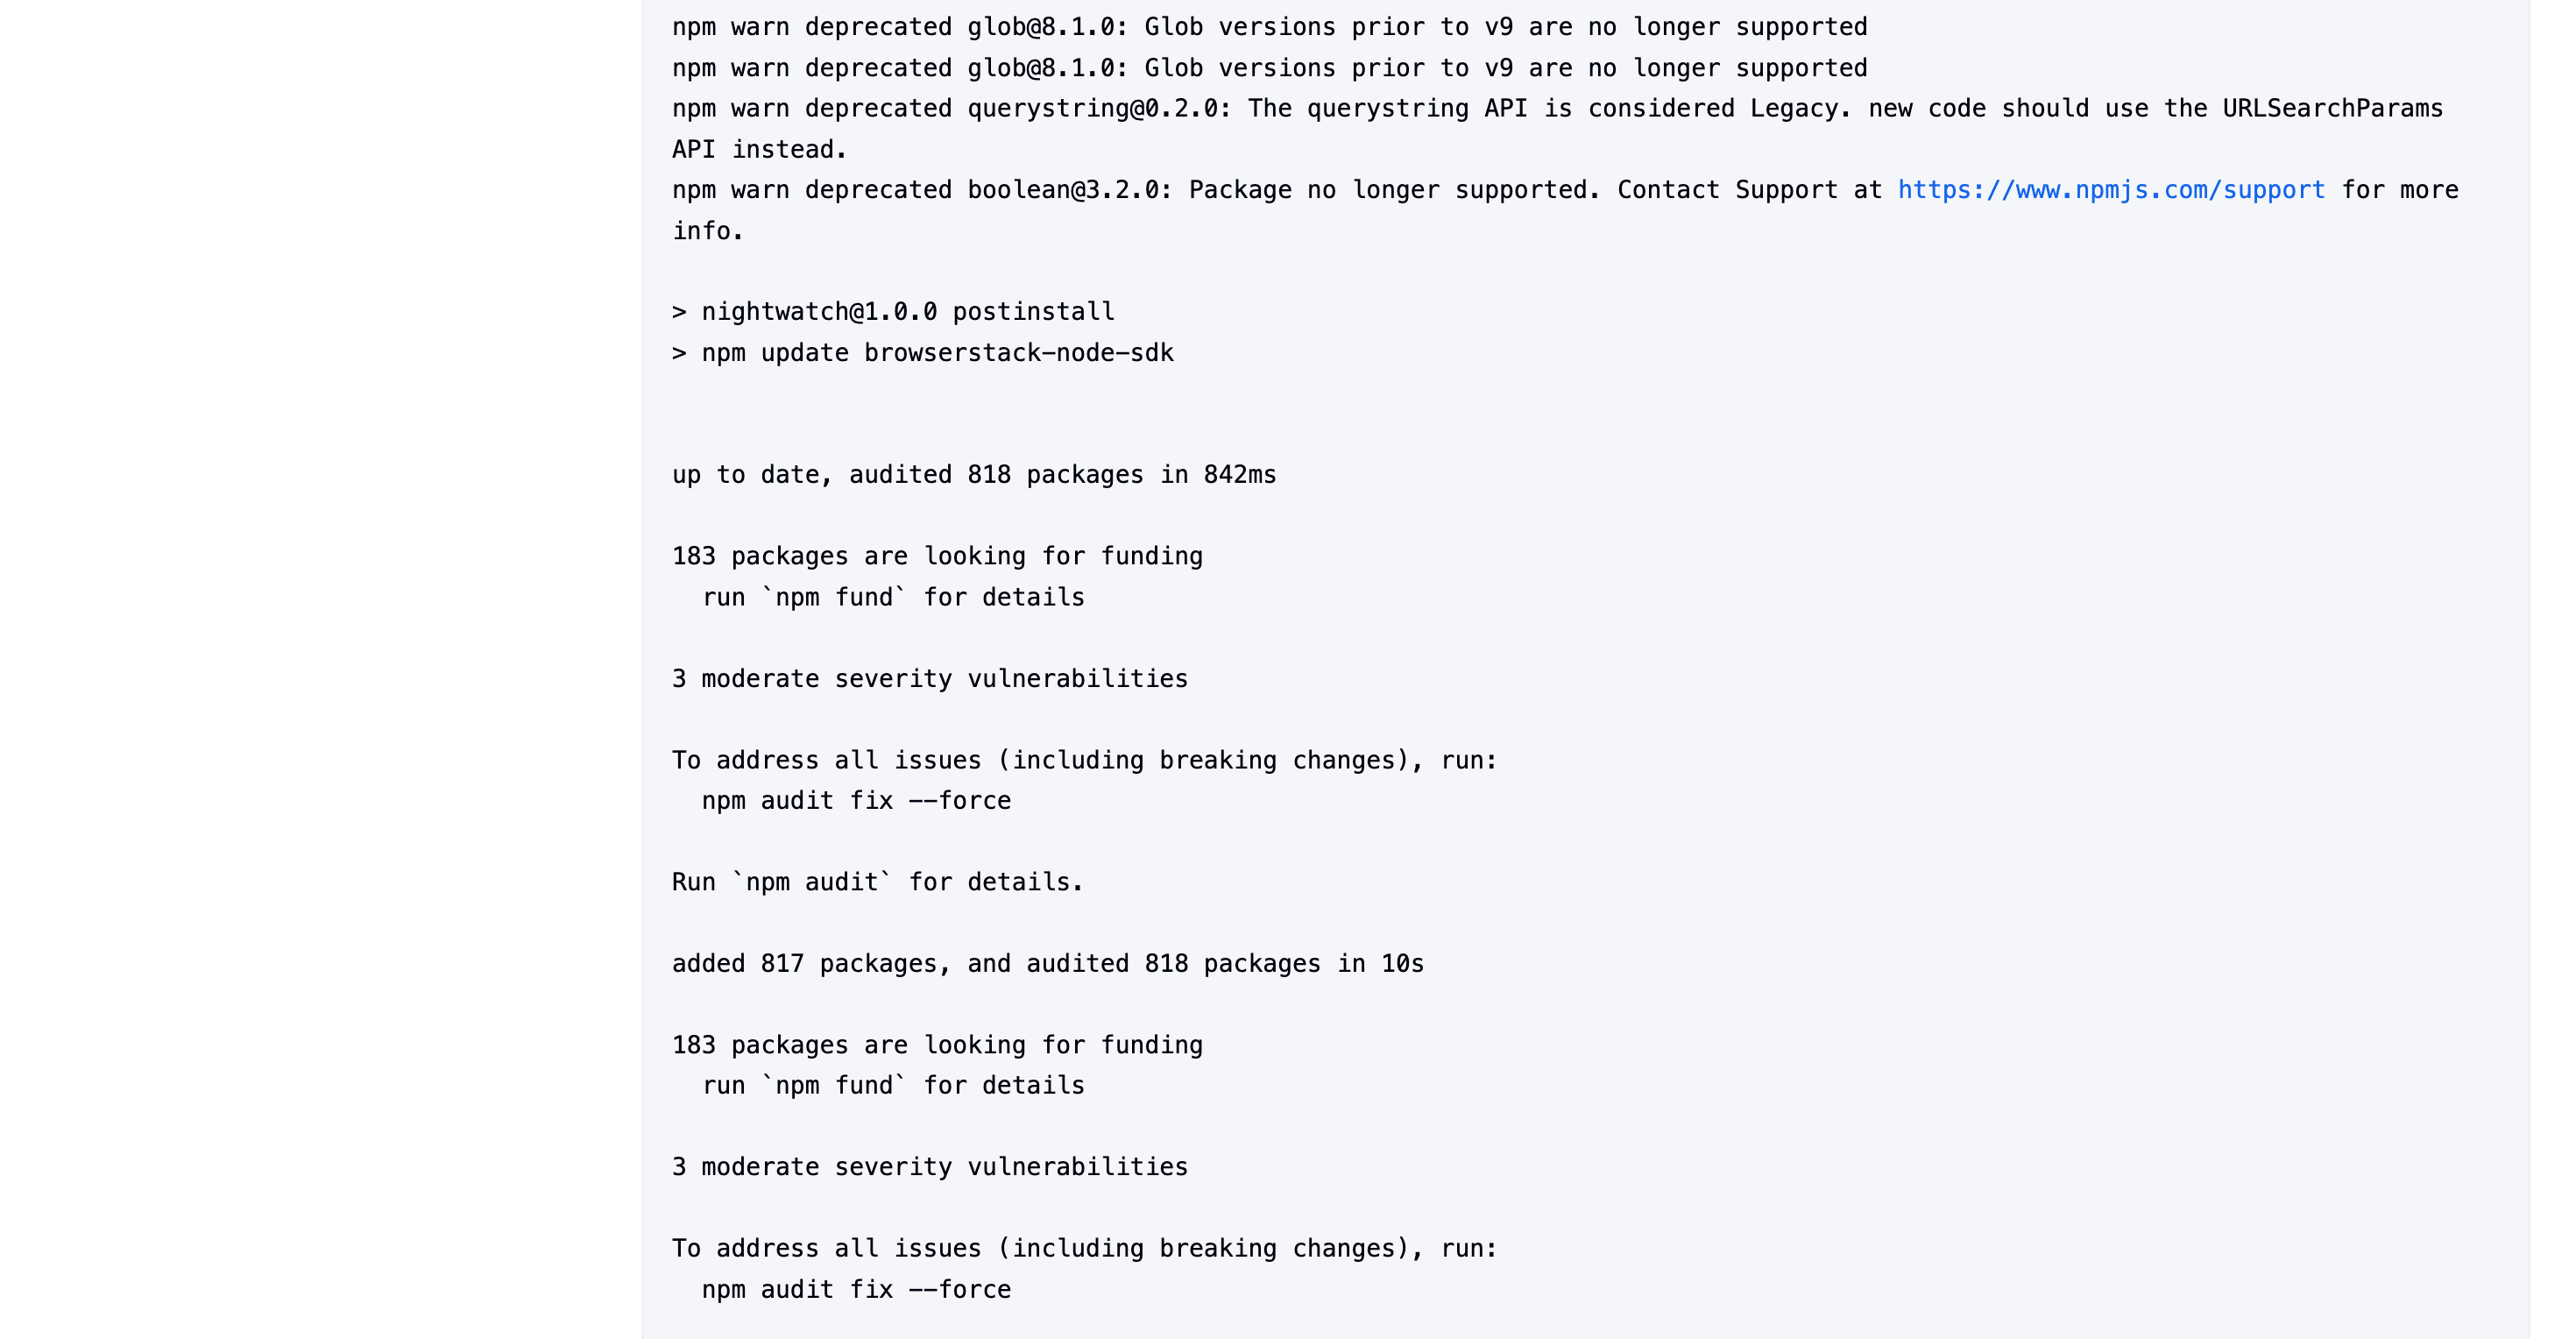 npm warn deprecated glob@8.1.0: Glob versions prior to v9 are no longer supported
npm warn deprecated glob@8.1.0: Glob versions prior to v9 are no longer supported
npm warn deprecated querystring@0.2.0: The querystring API is considered Legacy. new code should use the URLSearchParams
API instead.
npm warn deprecated boolean@3.2.0: Package no longer supported. Contact Support at https://www.npmjs.com/support for more
info.

> nightwatch@1.0.0 postinstall
> npm update browserstack-node-sdk

up to date, audited 818 packages in 842ms

183 packages are looking for funding
  run `npm fund` for details

3 moderate severity vulnerabilities

To address all issues (including breaking changes), run:
  npm audit fix --force

Run `npm audit` for details.

added 817 packages, and audited 818 packages in 10s

183 packages are looking for funding
  run `npm fund` for details

3 moderate severity vulnerabilities

To address all issues (including breaking changes), run:
  npm audit fix --force